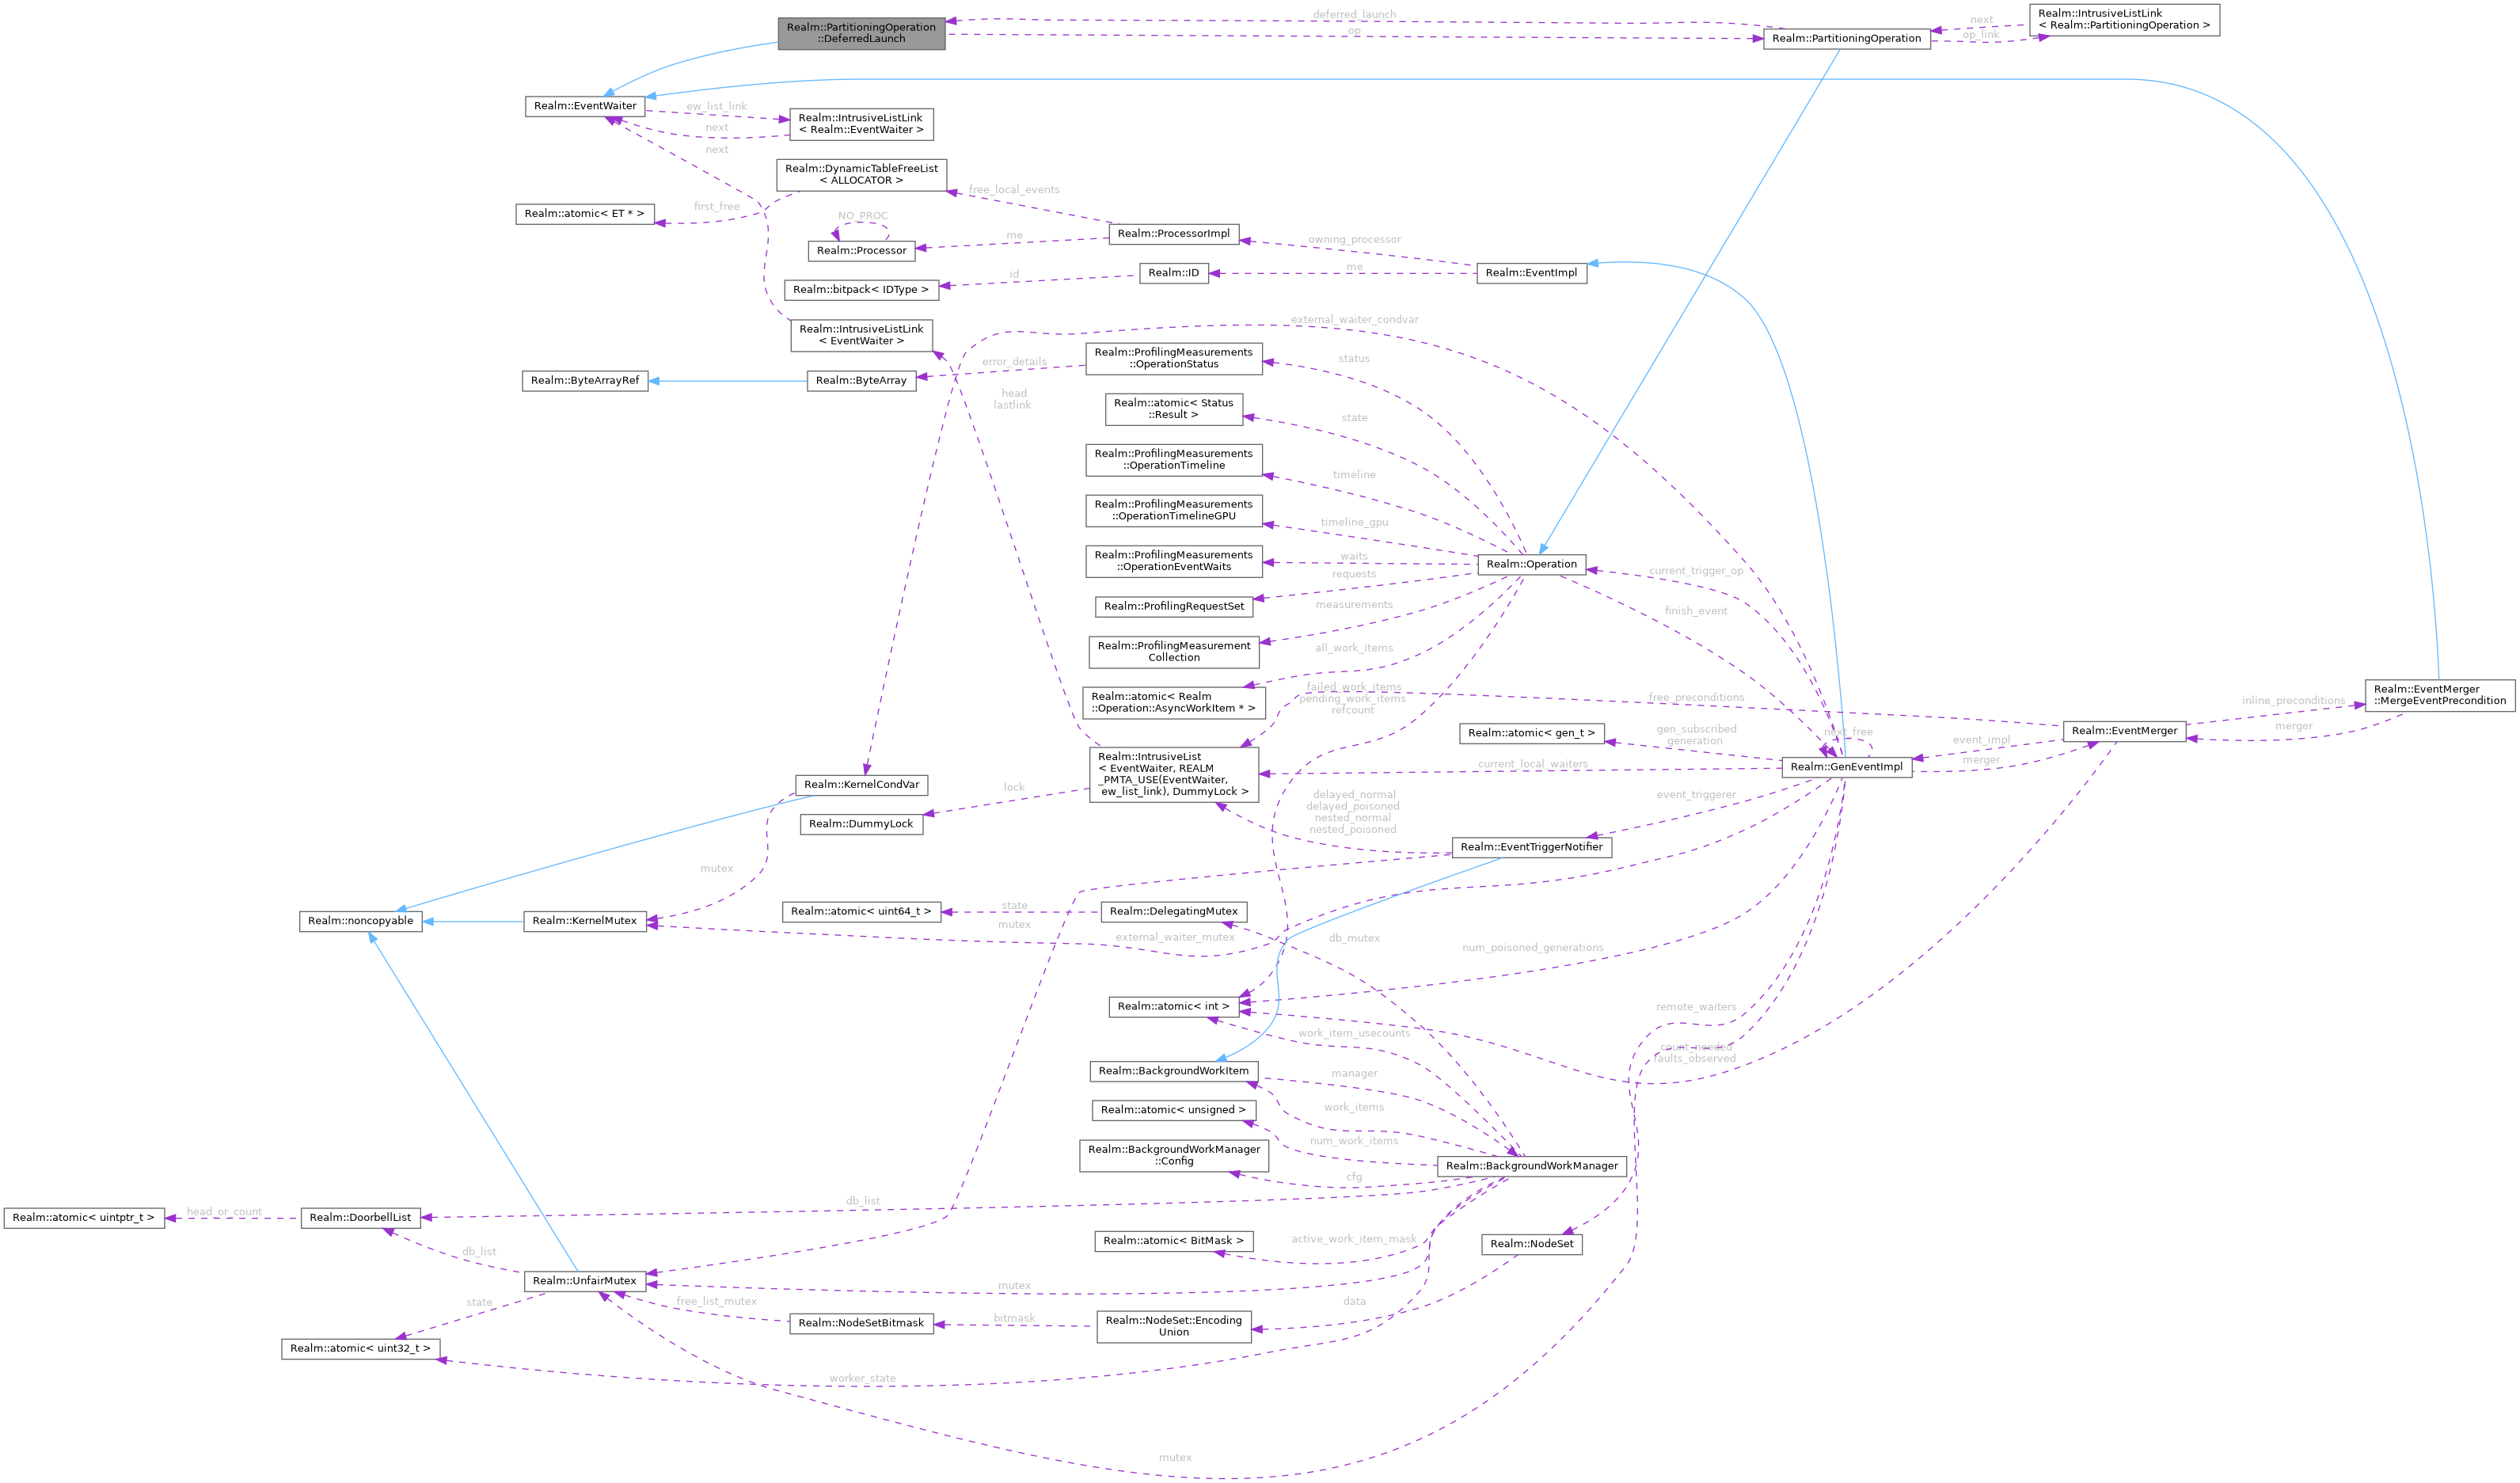 deferred_launch
Realm::PartitioningOperation
::DeferredLaunch
op
Realm::PartitioningOperation
next
op_link
Realm::IntrusiveListLink
< Realm::PartitioningOperation >
Realm::EventWaiter
ew_list_link
next
next
Realm::IntrusiveListLink
< Realm::EventWaiter >
Realm::DynamicTableFreeList
< ALLOCATOR >
free_local_events
Realm::atomic< ET * >
first_free
NO_PROC
Realm::Processor
me
Realm::ProcessorImpl
owning_processor
Realm::bitpack< IDType >
id
Realm::ID
me
Realm::EventImpl
Realm::IntrusiveListLink
< EventWaiter >
external_waiter_condvar
Realm::ByteArrayRef
Realm::ByteArray
error_details
head
lastlink
Realm::ProfilingMeasurements
::OperationStatus
status
Realm::atomic< Status
::Result >
state
Realm::ProfilingMeasurements
::OperationTimeline
timeline
Realm::ProfilingMeasurements
::OperationTimelineGPU
timeline_gpu
Realm::ProfilingMeasurements
::OperationEventWaits
waits
Realm::Operation
current_trigger_op
Realm::ProfilingRequestSet
requests
measurements
finish_event
Realm::ProfilingMeasurement
Collection
all_work_items
Realm::atomic< Realm
::Operation::AsyncWorkItem * >
failed_work_items
pending_work_items
refcount
free_preconditions
inline_preconditions
Realm::EventMerger
::MergeEventPrecondition
merger
Realm::EventMerger
event_impl
merger
Realm::atomic< gen_t >
gen_subscribed
generation
next_free
Realm::GenEventImpl
Realm::IntrusiveList
< EventWaiter, REALM
_PMTA_USE(EventWaiter,
ew_list_link), DummyLock >
current_local_waiters
Realm::KernelCondVar
lock
Realm::DummyLock
delayed_normal
delayed_poisoned
nested_normal
nested_poisoned
event_triggerer
Realm::EventTriggerNotifier
mutex
Realm::noncopyable
Realm::KernelMutex
Realm::atomic< uint64_t >
state
mutex
Realm::DelegatingMutex
external_waiter_mutex
db_mutex
num_poisoned_generations
Realm::atomic< int >
remote_waiters
work_item_usecounts
count_needed
faults_observed
Realm::BackgroundWorkItem
manager
Realm::atomic< unsigned >
work_items
num_work_items
Realm::BackgroundWorkManager
::Config
cfg
Realm::BackgroundWorkManager
Realm::atomic< uintptr_t >
head_or_count
Realm::DoorbellList
db_list
db_list
Realm::atomic< BitMask >
active_work_item_mask
Realm::NodeSet
Realm::UnfairMutex
mutex
state
free_list_mutex
Realm::NodeSetBitmask
bitmask
Realm::NodeSet::Encoding
Union
data
Realm::atomic< uint32_t >
worker_state
mutex